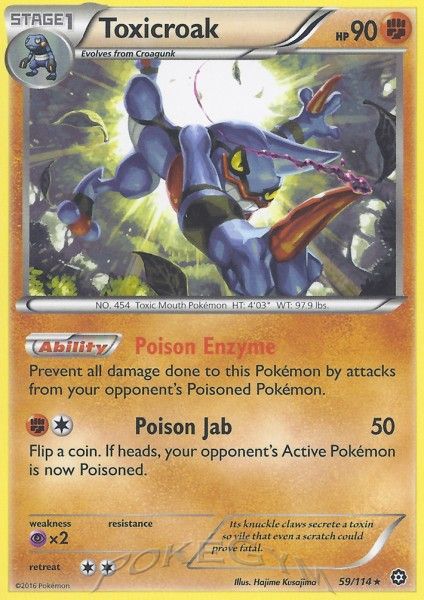 STAGE1
Toxicroak
HP 90
Evolves from Croagunk
NO. 454 Toxic Mouth Pokémon HT: 4'03" WT: 97.9 lbs.
Ability Poison Enzyme
Prevent all damage done to this Pokémon by attacks
from your opponent's Poisoned Pokémon.
Poison Jab 50
Flip a coin. If heads, your opponent's Active Pokémon
is now Poisoned.
weakness resistance
×2
Its knuckle claws secrete a toxin
so vile that even a scratch could
prove fatal.
retreat
©2016 Pokémon
Illus. Hajime Kusajima
59/114 ★